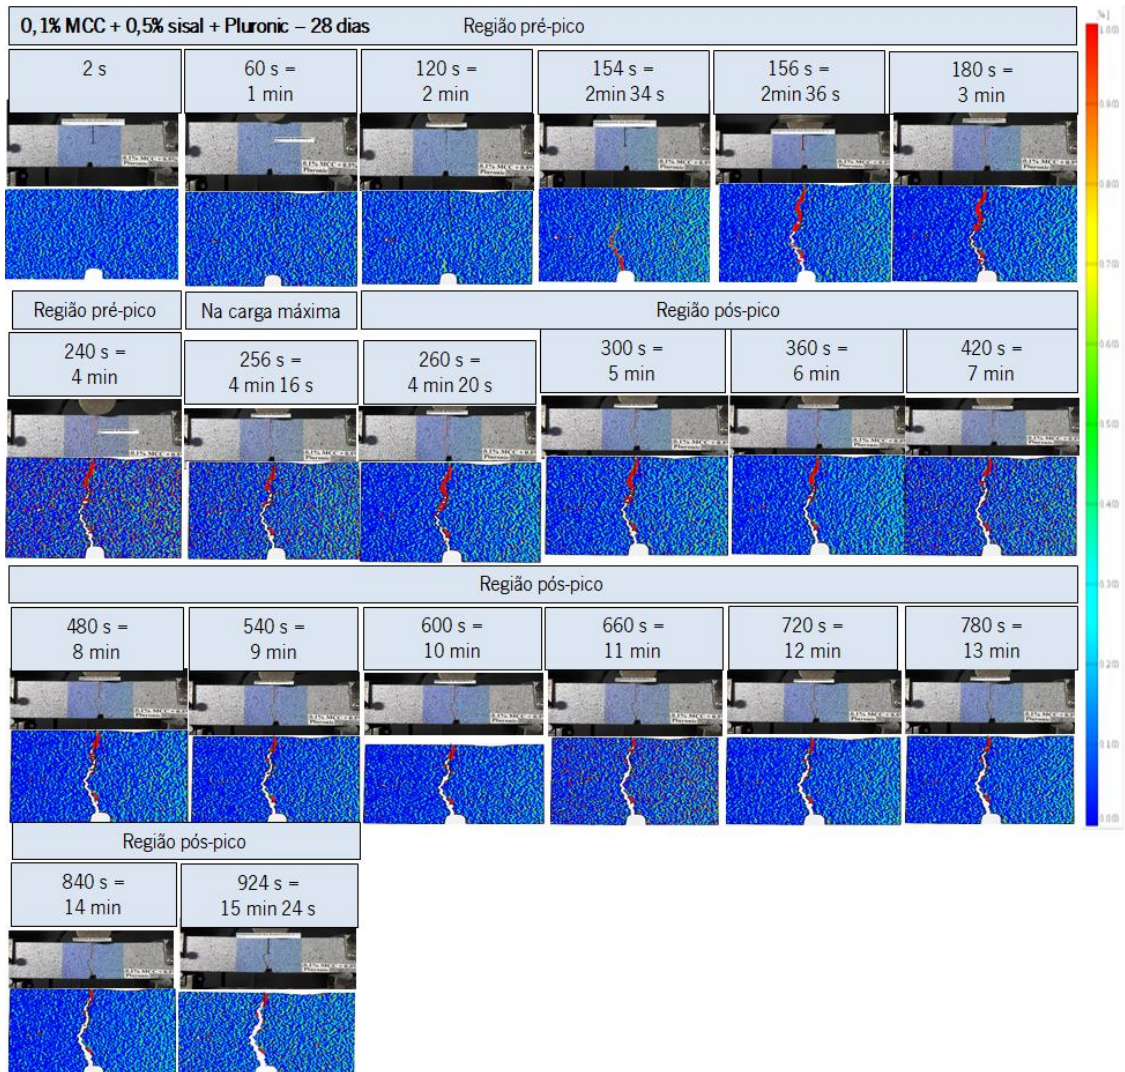 0,1% MCC + 0,5% sisal + Pluronic – 28 dias Região pré-pico
2 s
60 s =
1 min
120 s =
2 min
154 s =
2min 34 s
156 s =
2min 36 s
180 s =
3 min
Região pré-pico
Na carga máxima
Região pós-pico
240 s =
4 min
256 s =
4 min 16 s
260 s =
4 min 20 s
300 s =
5 min
360 s =
6 min
420 s =
7 min
Região pós-pico
480 s =
8 min
540 s =
9 min
600 s =
10 min
660 s =
11 min
720 s =
12 min
780 s =
13 min
Região pós-pico
840 s =
14 min
924 s =
15 min 24 s